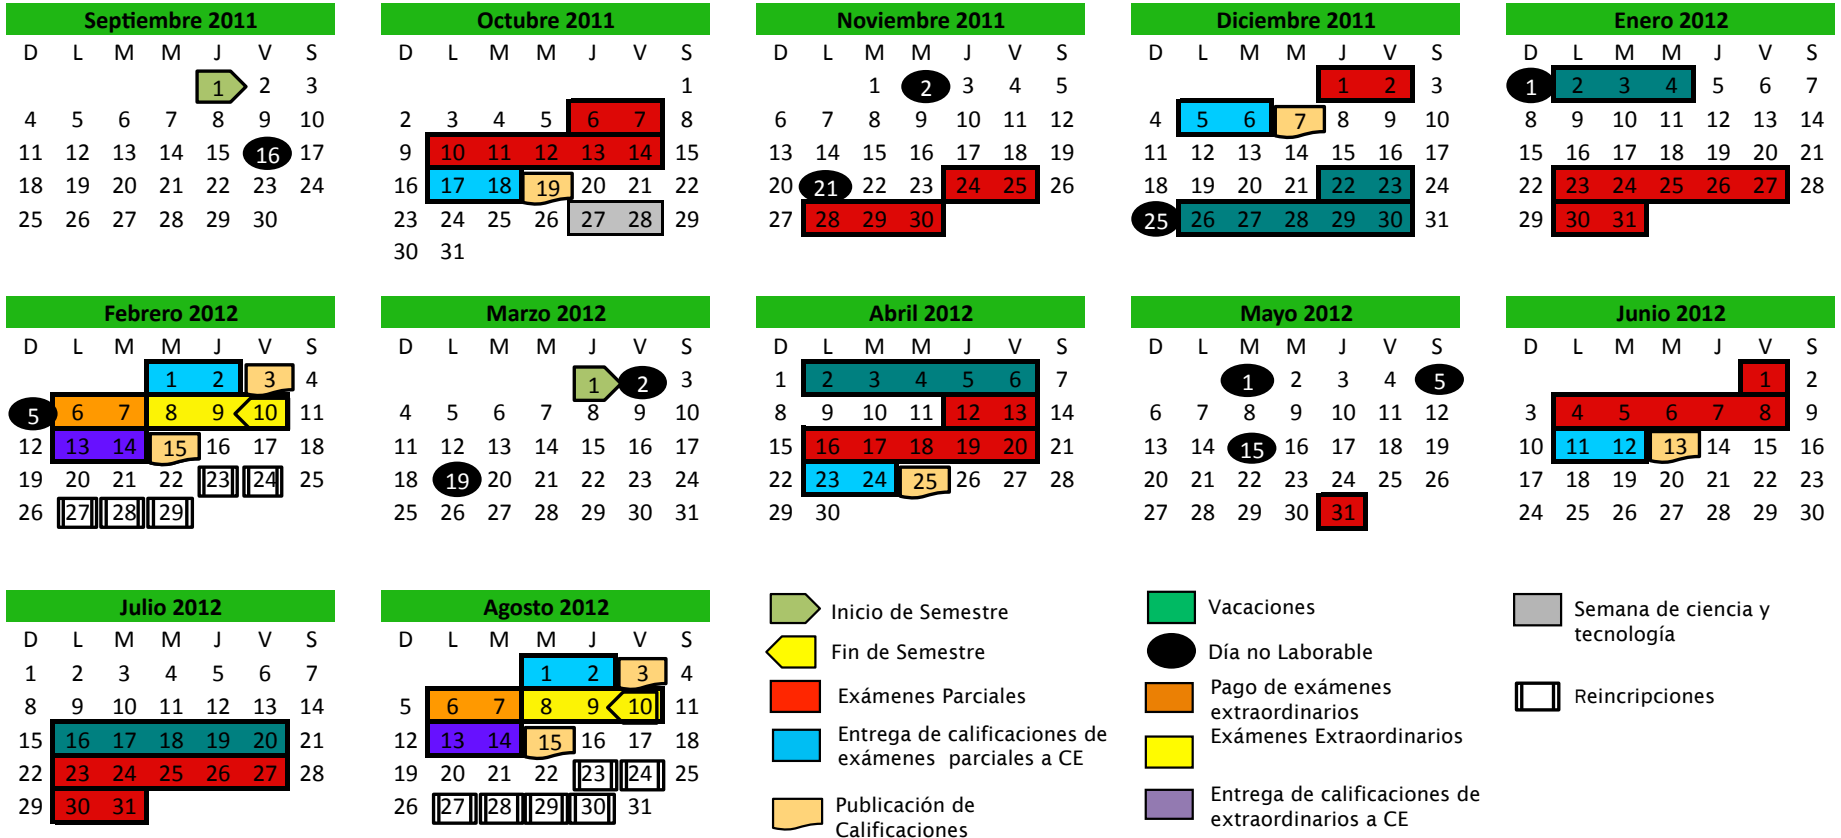 Septiembre 2011
D L M M J V S
1 2 3
4 5 6 7 8 9 10
11 12 13 14 15 16 17
18 19 20 21 22 23 24
25 26 27 28 29 30
Octubre 2011
D L M M J V S
1
2 3 4 5 6 7 8
9 10 11 12 13 14 15
16 17 18 19 20 21 22
23 24 25 26 27 28 29
30 31
Noviembre 2011
D L M M J V S
1 2 3 4 5
6 7 8 9 10 11 12
13 14 15 16 17 18 19
20 21 22 23 24 25 26
27 28 29 30
Diciembre 2011
D L M M J V S
1 2 3
4 5 6 7 8 9 10
11 12 13 14 15 16 17
18 19 20 21 22 23 24
25 26 27 28 29 30 31
Enero 2012
D L M M J V S
1 2 3 4 5 6 7
8 9 10 11 12 13 14
15 16 17 18 19 20 21
22 23 24 25 26 27 28
29 30 31
Febrero 2012
D L M M J V S
1 2 3 4
5 6 7 8 9 10 11
12 13 14 15 16 17 18
19 20 21 22 23 24 25
26 27 28 29
Marzo 2012
D L M M J V S
1 2 3
4 5 6 7 8 9 10
11 12 13 14 15 16 17
18 19 20 21 22 23 24
25 26 27 28 29 30 31
Abril 2012
D L M M J V S
1 2 3 4 5 6 7
8 9 10 11 12 13 14
15 16 17 18 19 20 21
22 23 24 25 26 27 28
29 30
Mayo 2012
D L M M J V S
1 2 3 4 5
6 7 8 9 10 11 12
13 14 15 16 17 18 19
20 21 22 23 24 25 26
27 28 29 30 31
Junio 2012
D L M M J V S
1 2
3 4 5 6 7 8 9
10 11 12 13 14 15 16
17 18 19 20 21 22 23
24 25 26 27 28 29 30
Julio 2012
D L M M J V S
1 2 3 4 5 6 7
8 9 10 11 12 13 14
15 16 17 18 19 20 21
22 23 24 25 26 27 28
29 30 31
Agosto 2012
D L M M J V S
1 2 3 4
5 6 7 8 9 10 11
12 13 14 15 16 17 18
19 20 21 22 23 24 25
26 27 28 29 30 31
Inicio de Semestre
Fin de Semestre
Exámenes Parciales
Entrega de calificaciones de
exámenes parciales a CE
Publicación de
Calificaciones
Vacaciones
Día no Laborable
Pago de exámenes
extraordinarios
Exámenes Extraordinarios
Entrega de calificaciones de
extraordinarios a CE
Semana de ciencia y
tecnología
Reincripciones